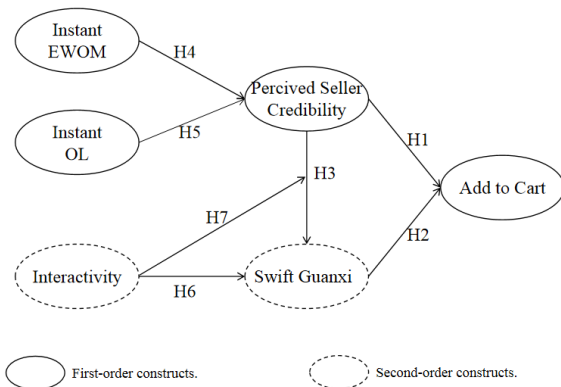 Instant
EWOM
H4
Percived Seller
Credibility
Instant
OL
H5
H1
H3
Add to Cart
H7
H2
Interactivity
H6
Swift Guanxi
First-order constructs.
Second-order constructs.